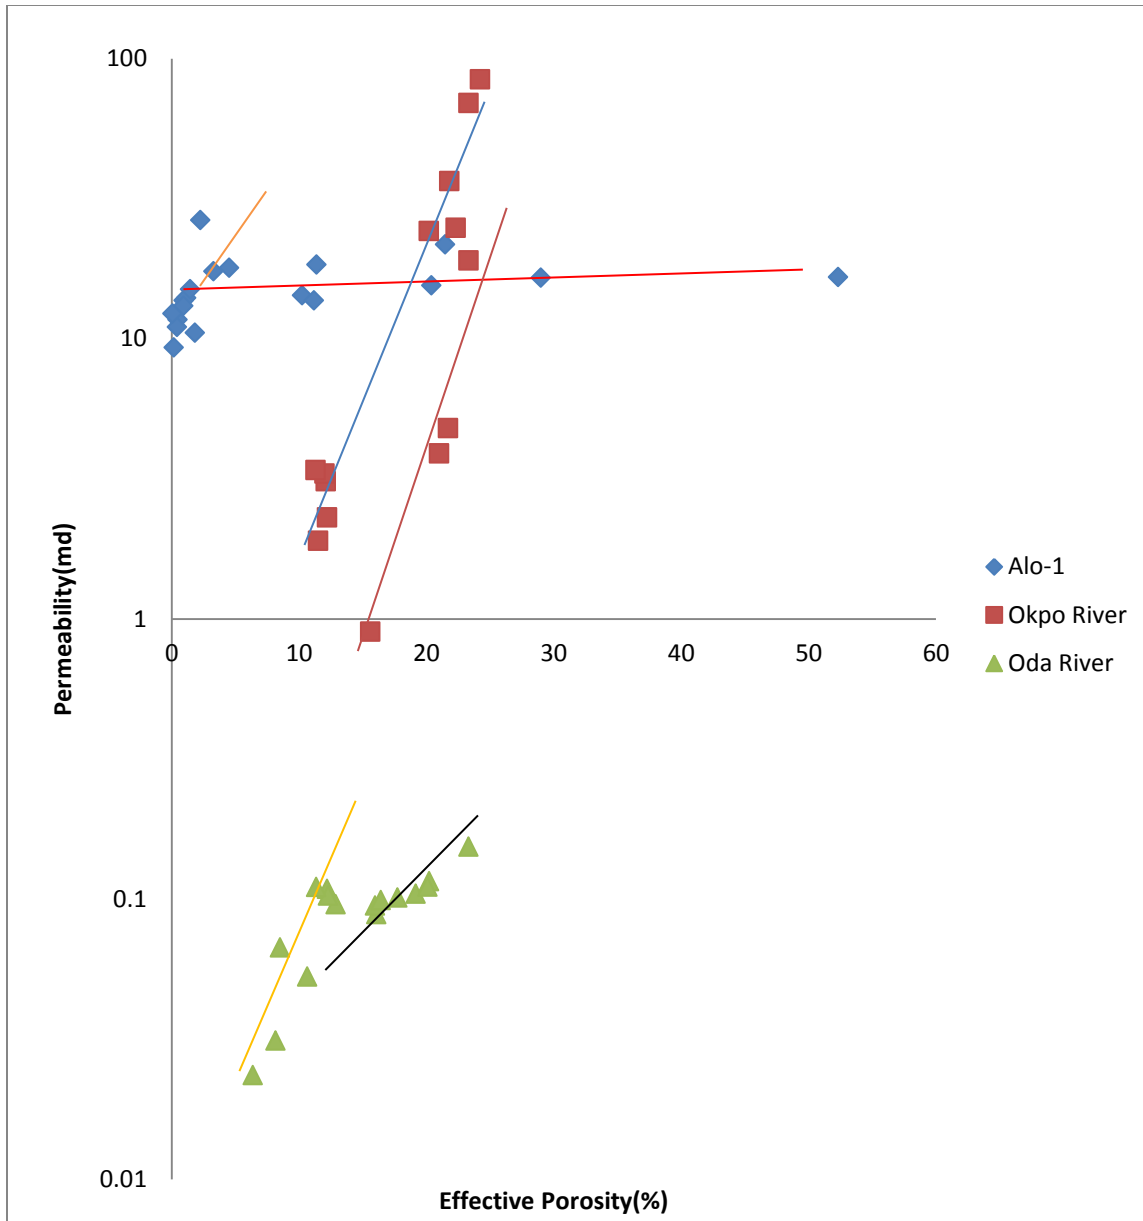 100
10
1
0.1
0.01
0 10 20 30 40 50 60
Permeability(md)
Effective Porosity(%)
Alo-1
Okpo River
Oda River